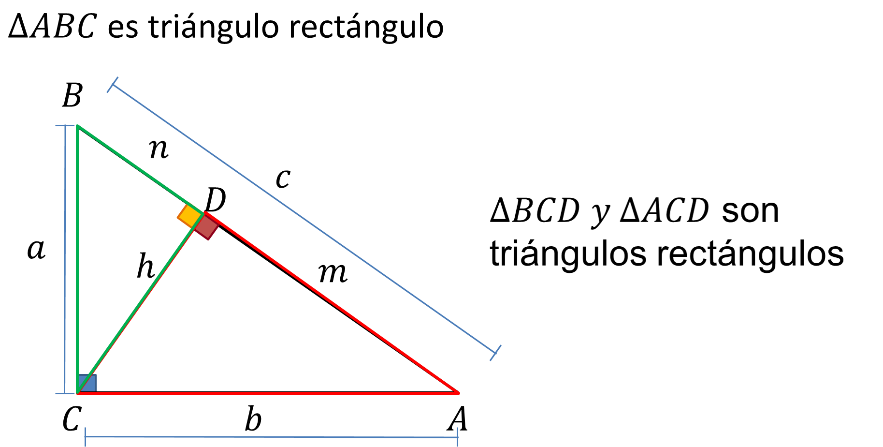 Δ𝐴𝐵𝐶 es triángulo rectángulo
𝐵
𝑛
𝑐
𝐷
Δ𝐵𝐶𝐷 𝑦 Δ𝐴𝐶𝐷 son
triángulos rectángulos
𝑎
ℎ
𝑚
𝐶
𝑏
𝐴